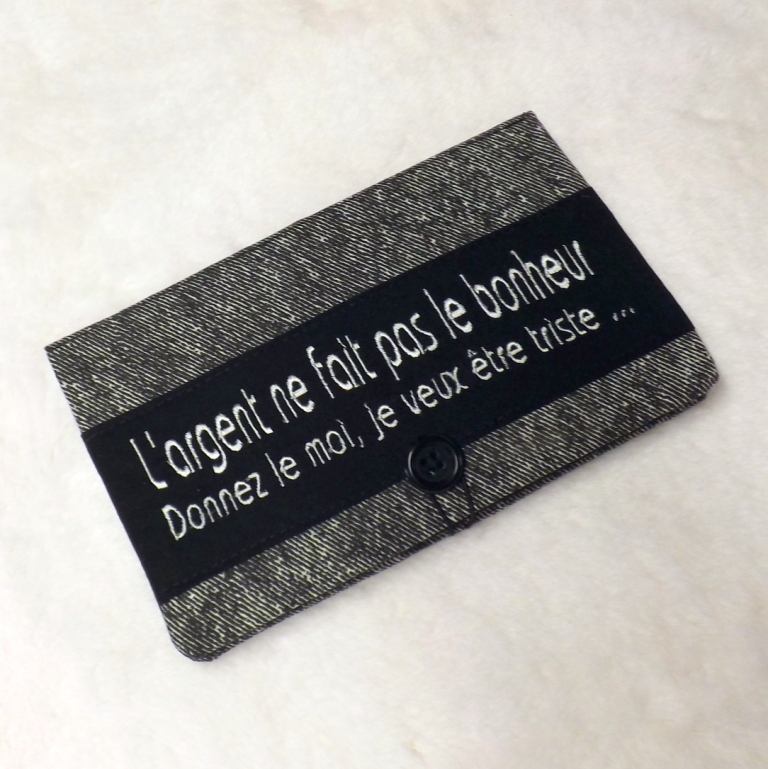 L'argent ne fait pas le bonheur
Donnez le moi, je veux être triste ...